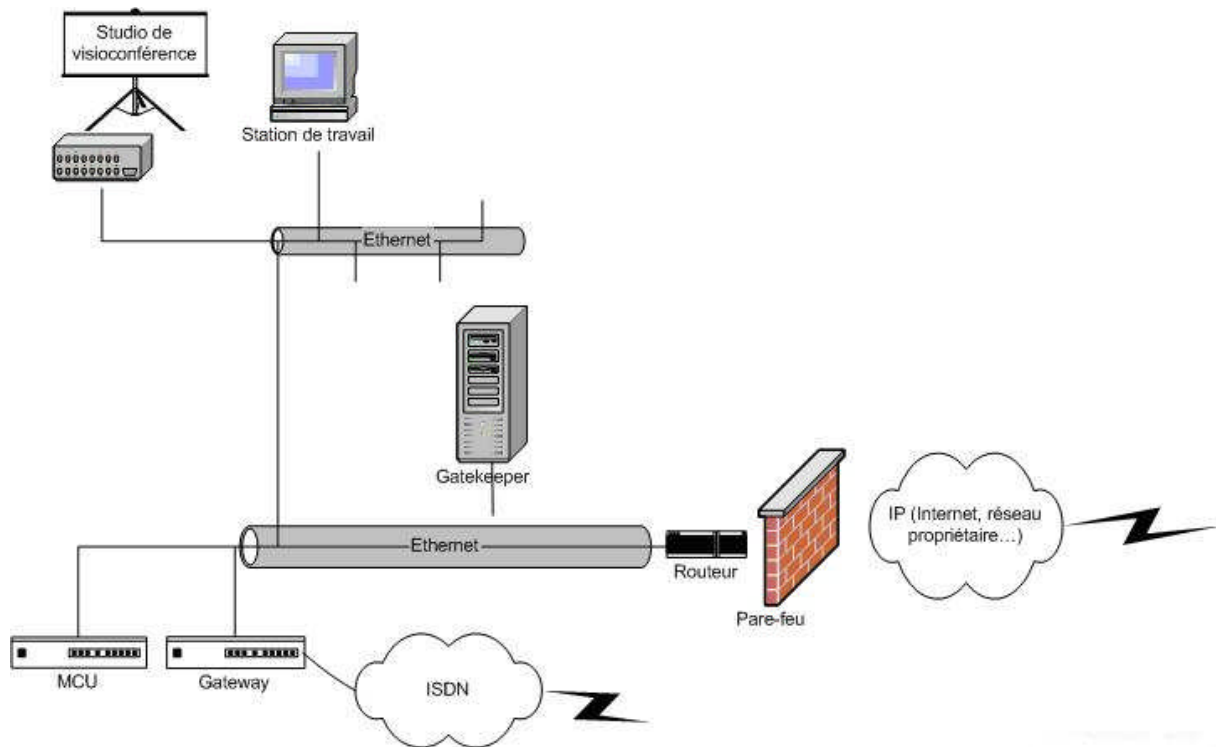 Studio de
visioconférence
Station de travail
Ethernet
Gatekeeper
IP (Internet, réseau
propriétaire...)
Ethernet
Routeur
Pare-feu
MCU
Gateway
ISDN